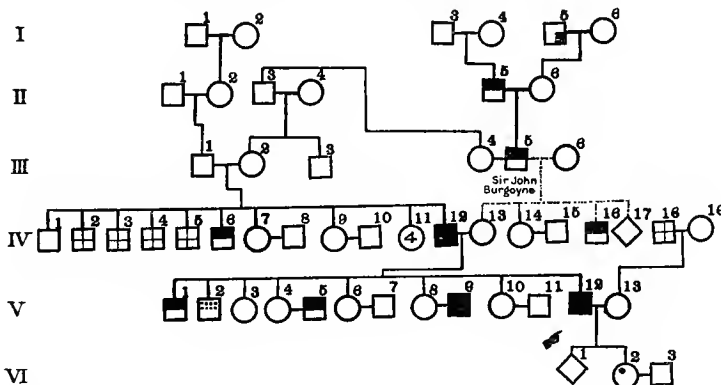 I 1 2 3 4 5 6
II 1 2 3 4 5 6
III 1 2 3 4 5 6
Sir John
Burgoyne
IV 1 2 3 4 5 6 7 8 9 10 11 12 13 14 15 16 17
4
V 1 2 3 4 5 6 7 8 9 10 11 12 13
VI 1 2 3